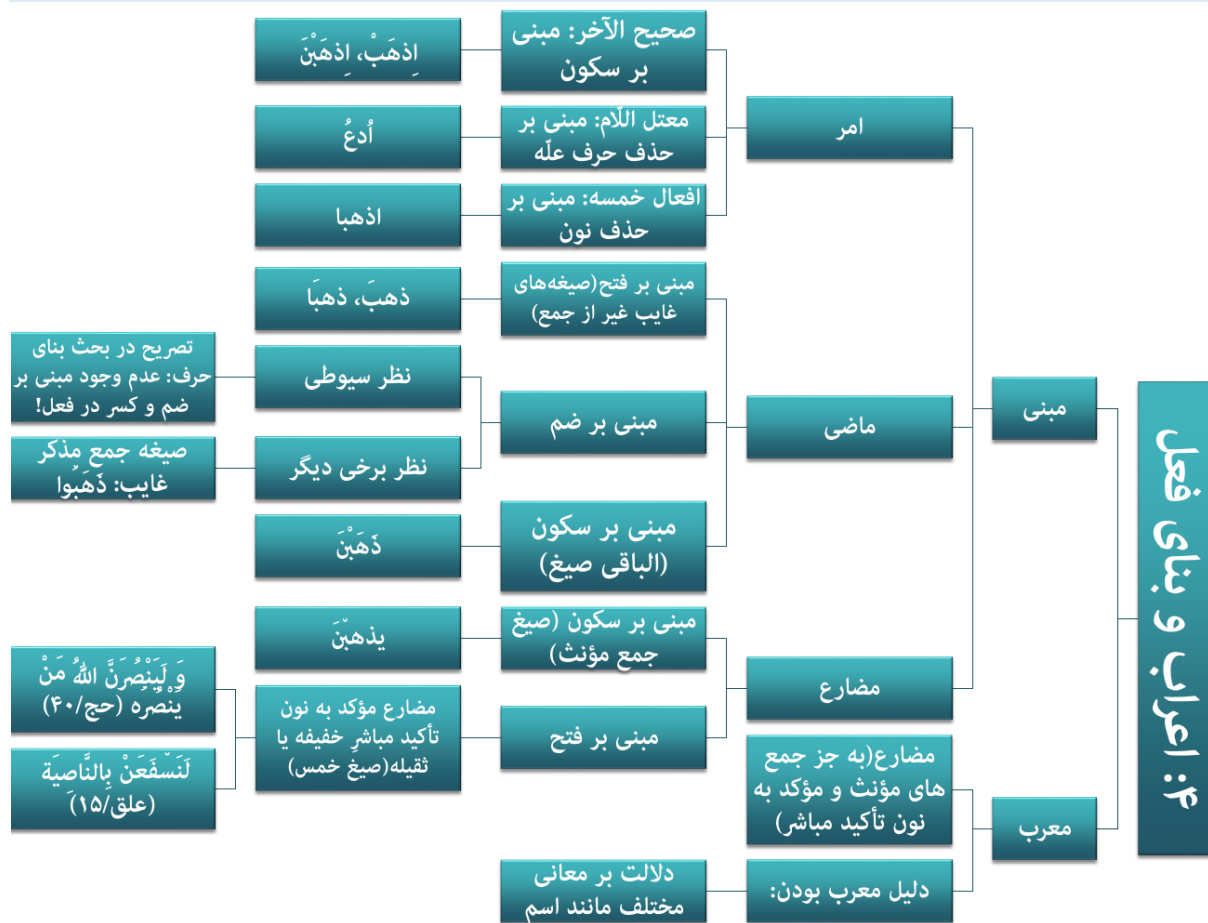 ۴: اعراب و بنای فعل
مبنی
امر
صحیح الآخر: مبنی
بر سکون
اِذهَبْ، اِذهَبْنَ
معتل اللّام: مبنی بر
حذف حرف علّه
اُدعُ
افعال خمسه: مبنی بر
حذف نون
اذهبا
ماضی
مبنی بر فتح(صیغه‌های
غایب غیر از جمع)
ذهبَ، ذهبَا
مبنی بر ضم
نظر سیوطی
تصریح در بحث بنای
حرف: عدم وجود مبنی بر
ضم و کسر در فعل!
نظر برخی دیگر
صیغه جمع مذکر
غایب: ذَهَبُوا
مبنی بر سکون
(الباقی صیغ)
ذَهَبْنَ
مضارع
مبنی بر سکون (صیغ
جمع مؤنث)
یذهبْنَ
مبنی بر فتح
مضارع مؤکد به نون
تأکید مباشرِ خفیفه یا
ثقیله(صیغ خمس)
وَ لَیَنْصُرَنَّ اللهُ مَنْ
یَنْصُرُه (حج/۴۰)
لَنَسْفَعَنْ بِالنَّاصِیَة
(علق/۱۵)
معرب
مضارع(به جز جمع
های مؤنث و مؤکد به
نون تأکید مباشر)
دلیل معرب بودن:
دلالت بر معانی
مختلف مانند اسم